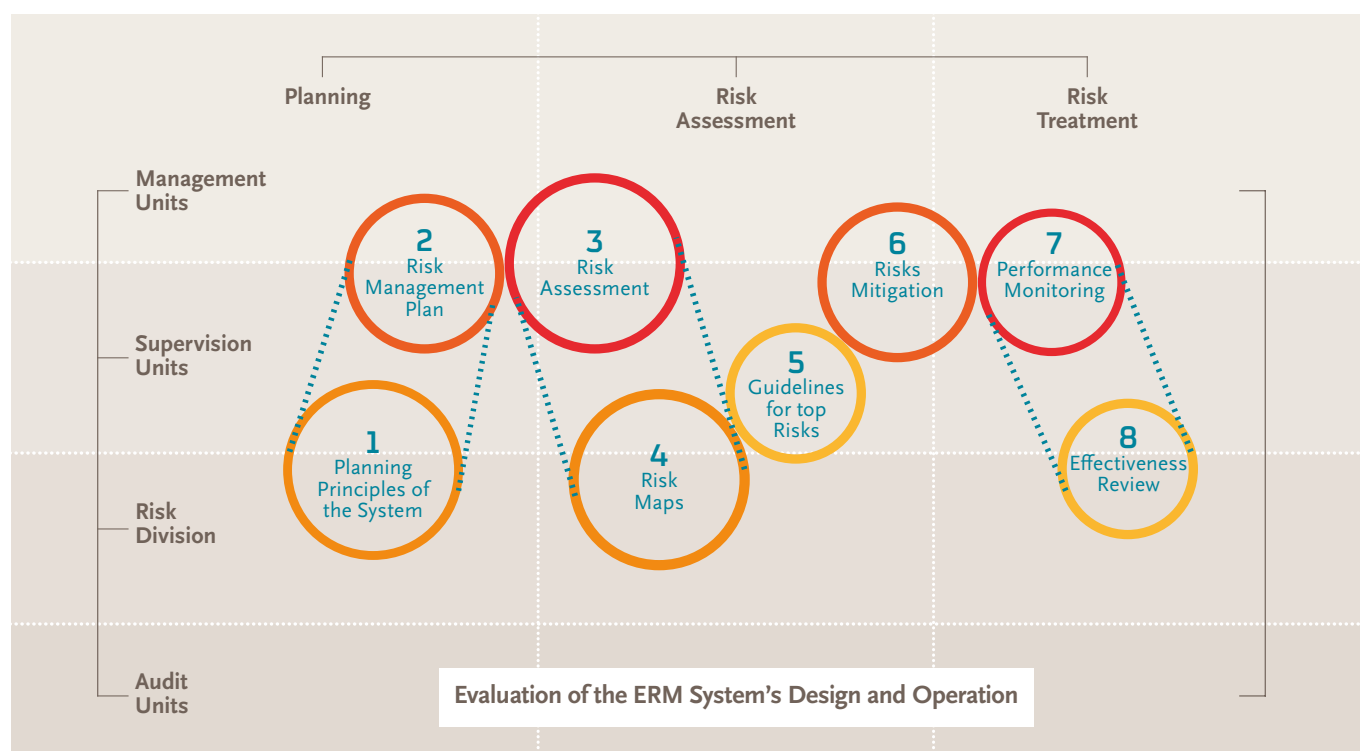 Planning
Risk
Assessment
Risk
Treatment
Management
Units
2
Risk
Management
Plan
3
Risk
Assessment
6
Risks
Mitigation
7
Performance
Monitoring
Supervision
Units
5
Guidelines
for top
Risks
1
Planning
Principles of
the System
4
Risk
Maps
8
Effectiveness
Review
Risk
Division
Audit
Units
Evaluation of the ERM System's Design and Operation